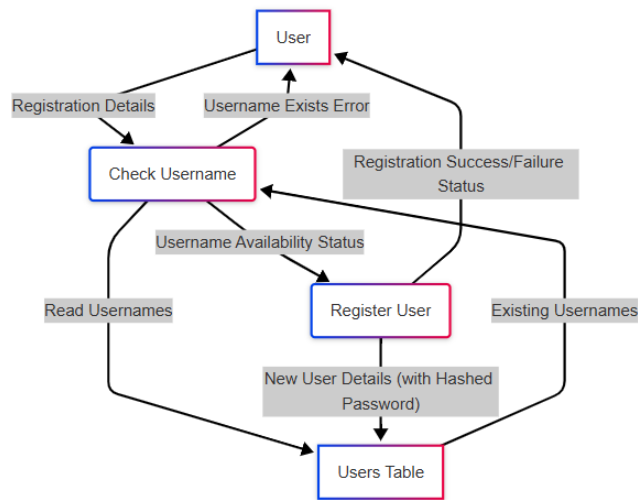 User
Registration Details
Username Exists Error
Check Username
Registration Success/Failure
Status
Username Availability Status
Read Usernames
Register User
Existing Usernames
New User Details (with Hashed
Password)
Users Table